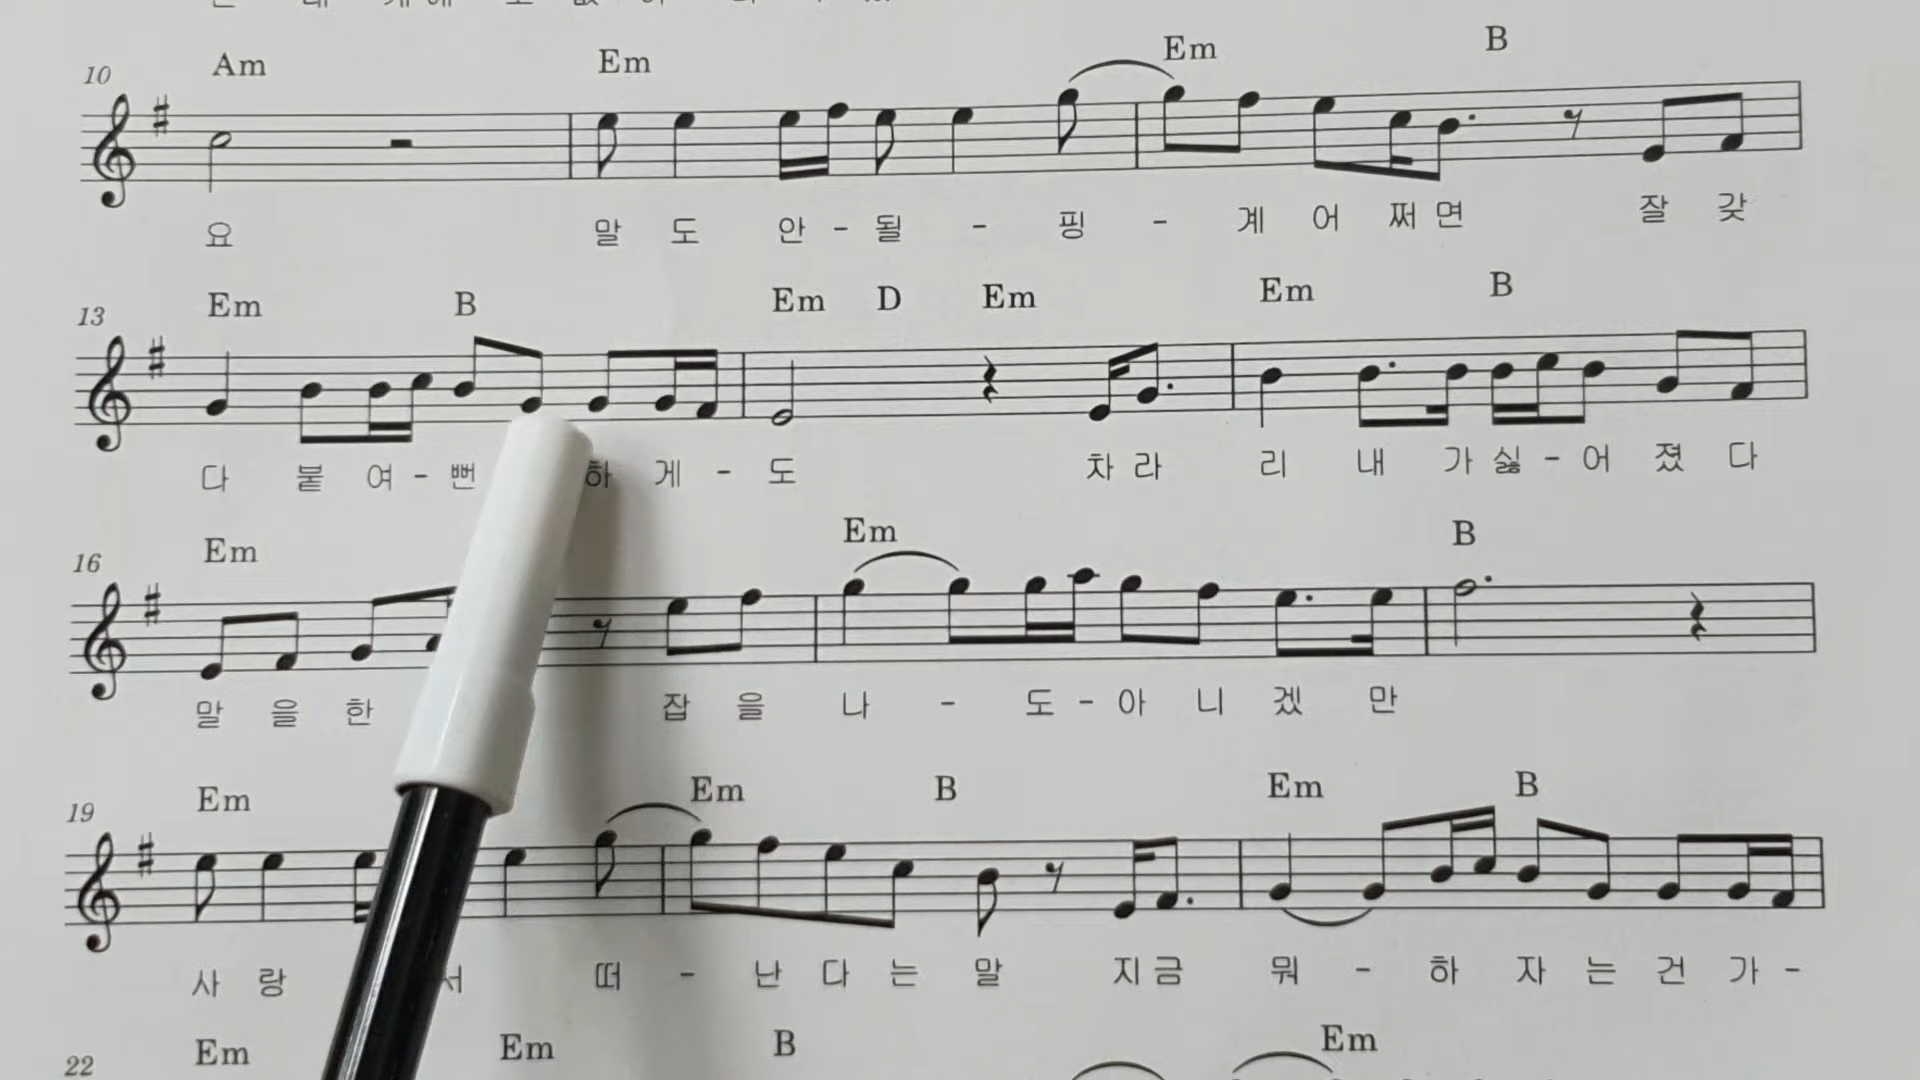 10 Am Em Em B
요 말 도 안 - 될 - 핑 - 계 어 쩌 면 잘 갖
13 Em B Em D Em Em B
다 붙 여 - 뻔 하 게 - 도 차 라 리 내 가 싫 - 어 졌 다
16 Em Em B
말 을 한 잡 을 나 - 도 - 아 니 겠 만
19 Em Em B Em B
사 랑 서 떠 - 난 다 는 말 지 금 뭐 - 하 자 는 건 가 -
22 Em Em B Em